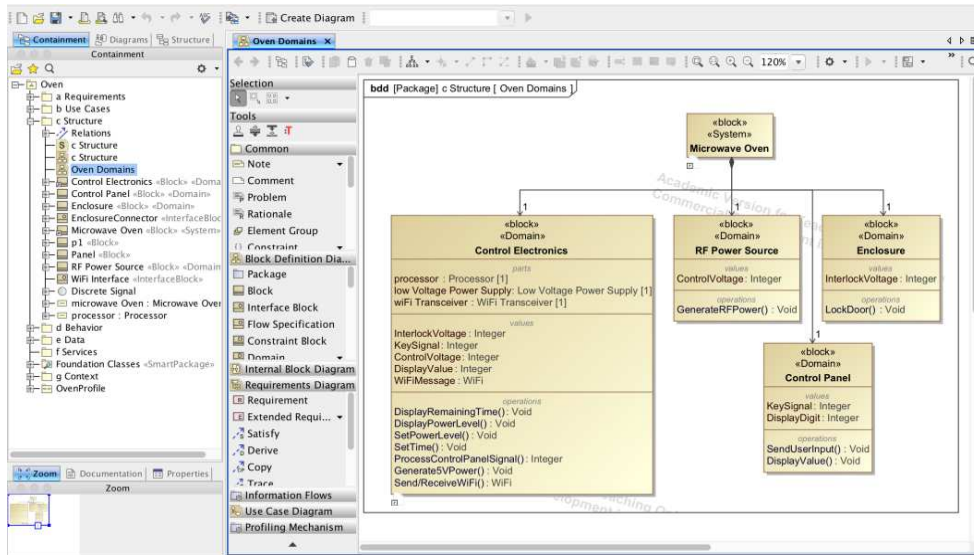 Create Diagram
Containment
Diagrams
Structure
Oven Domains
Containment
Oven
a Requirements
b Use Cases
c Structure
Relations
c Structure
c Structure
Oven Domains
Control Electronics «Block» «Doma
Control Panel «Block» «Domain»
Enclosure «Block» «Domain»
EnclosureConnector «InterfaceBloc
Microwave Oven «Block» «System»
p1 «Block»
Panel «Block»
RF Power Source «Block» «Domain
WiFi Interface «InterfaceBlock»
Discrete Signal
microwave Oven : Microwave Oven
processor : Processor
d Behavior
e Data
f Services
Foundation Classes «SmartPackage»
g Context
OvenProfile
Zoom
Documentation
Properties
Zoom
120%
Selection
Tools
Common
Note
Comment
Problem
Rationale
Element Group
Constraint
Block Definition Dia...
Package
Block
Interface Block
Flow Specification
Constraint Block
Domain
Internal Block Diagram
Requirements Diagram
Requirement
Extended Requi...
Satisfy
Derive
Copy
Trace
Information Flows
Use Case Diagram
Profiling Mechanism
bdd [Package] c Structure [ Oven Domains ]
«block»
«System»
Microwave Oven
1
1
1
1
«block»
«Domain»
Control Electronics
parts
processor : Processor [1]
low Voltage Power Supply: Low Voltage Power Supply [1]
wiFi Transceiver : WiFi Transceiver [1]
values
InterlockVoltage : Integer
KeySignal : Integer
ControlVoltage : Integer
DisplayValue : Integer
WiFiMessage : WiFi
operations
DisplayRemainingTime() : Void
DisplayPowerLevel() : Void
SetPowerLevel() : Void
SetTime() : Void
ProcessControlPanelSignal() : Integer
Generate5VPower() : Void
Send/ReceiveWiFi() : WiFi
«block»
«Domain»
RF Power Source
values
ControlVoltage : Integer
operations
GenerateRFPower() : Void
«block»
«Domain»
Enclosure
values
InterlockVoltage : Integer
operations
LockDoor() : Void
«block»
«Domain»
Control Panel
values
KeySignal : Integer
DisplayDigit : Integer
operations
SendUserInput() : Void
DisplayValue() : Void
Academic Version for
Commercial